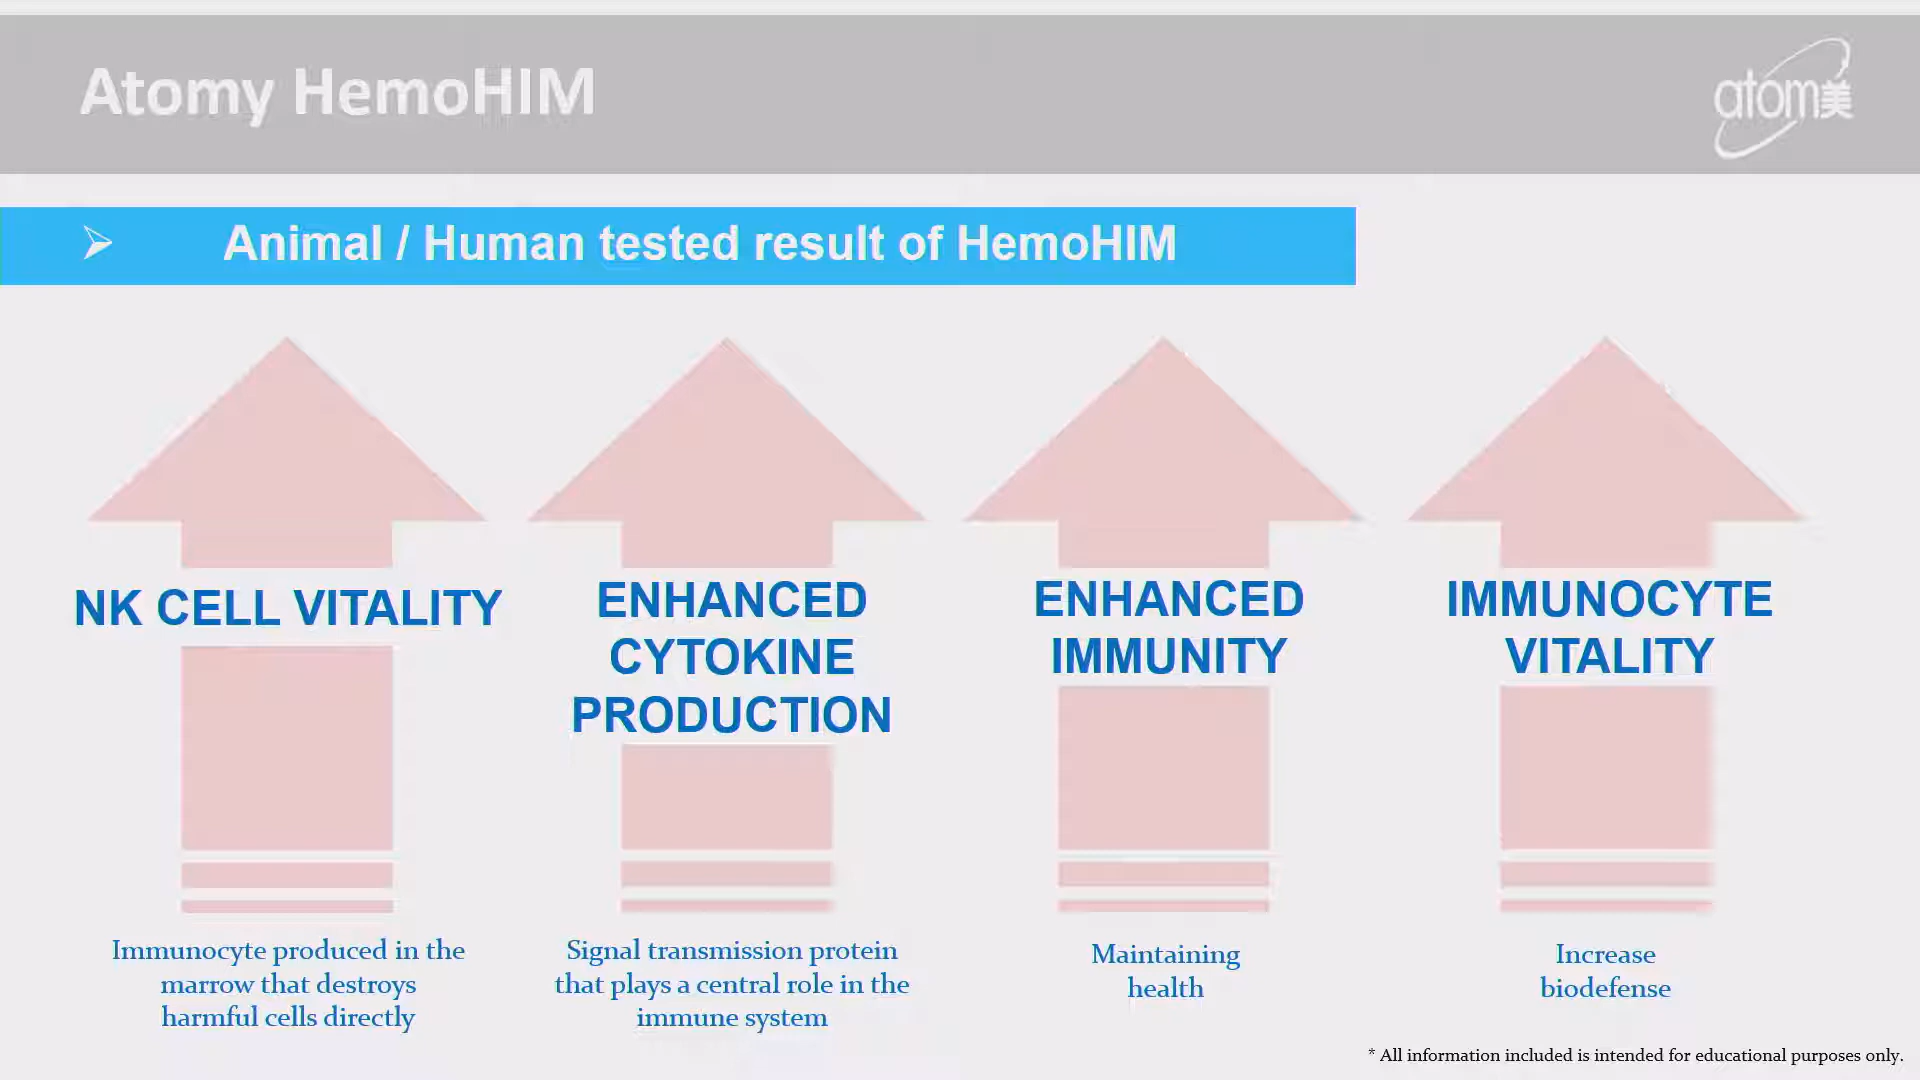 Atomy HemoHIM
atom美
➢ Animal / Human tested result of HemoHIM
NK CELL VITALITY
Immunocyte produced in the
marrow that destroys
harmful cells directly
ENHANCED
CYTOKINE
PRODUCTION
Signal transmission protein
that plays a central role in the
immune system
ENHANCED
IMMUNITY
Maintaining
health
IMMUNOCYTE
VITALITY
Increase
biodefense
* All information included is intended for educational purposes only.